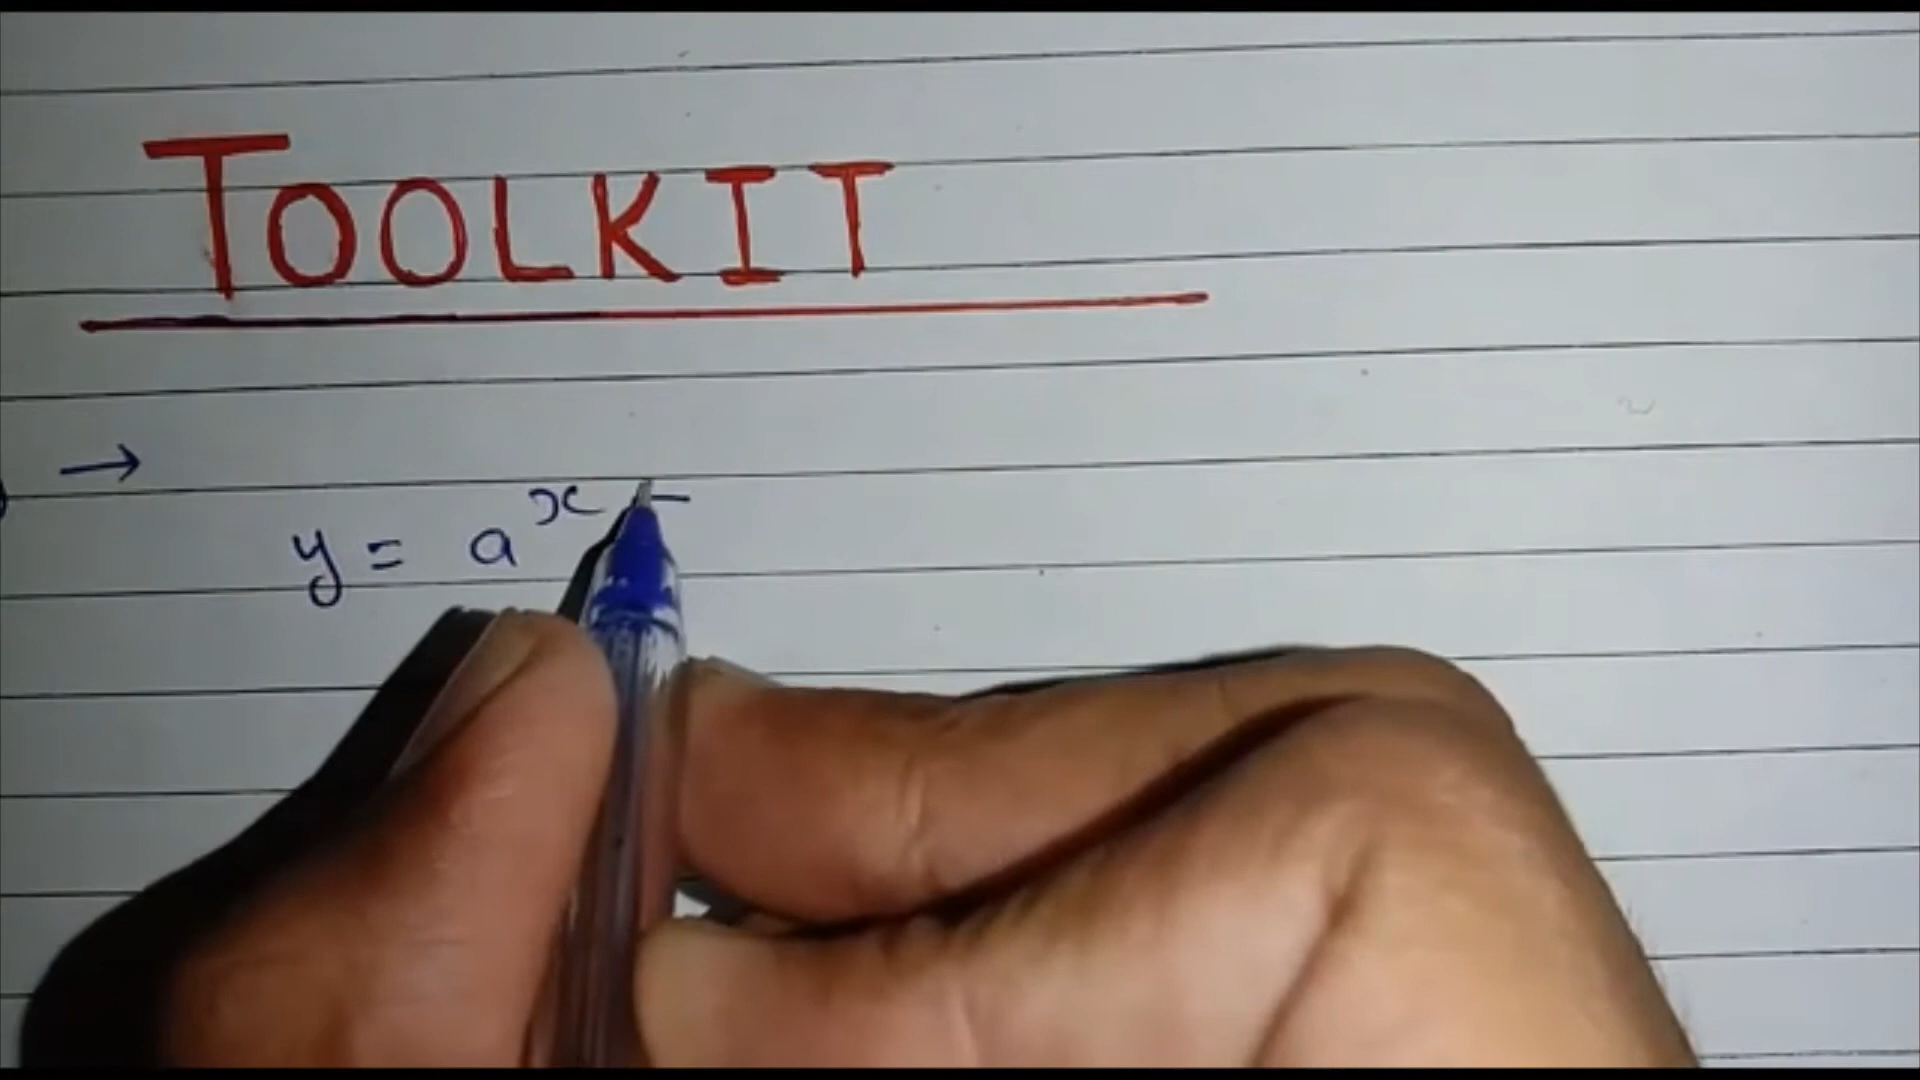 TOOLKIT
→
y = a^x